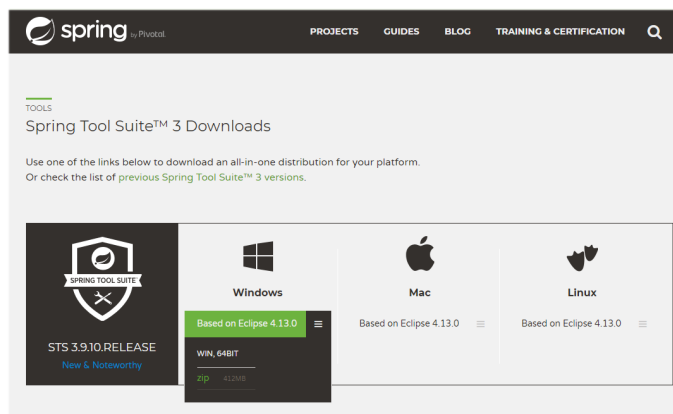 spring by Pivotal.
PROJECTS GUIDES BLOG TRAINING & CERTIFICATION
TOOLS
Spring Tool Suite™ 3 Downloads
Use one of the links below to download an all-in-one distribution for your platform.
Or check the list of previous Spring Tool Suite™ 3 versions.
SPRING TOOL SUITE
STS 3.9.10.RELEASE
New & Noteworthy
Windows
Based on Eclipse 4.13.0
WIN, 64BIT
zip 412MB
Mac
Based on Eclipse 4.13.0
Linux
Based on Eclipse 4.13.0